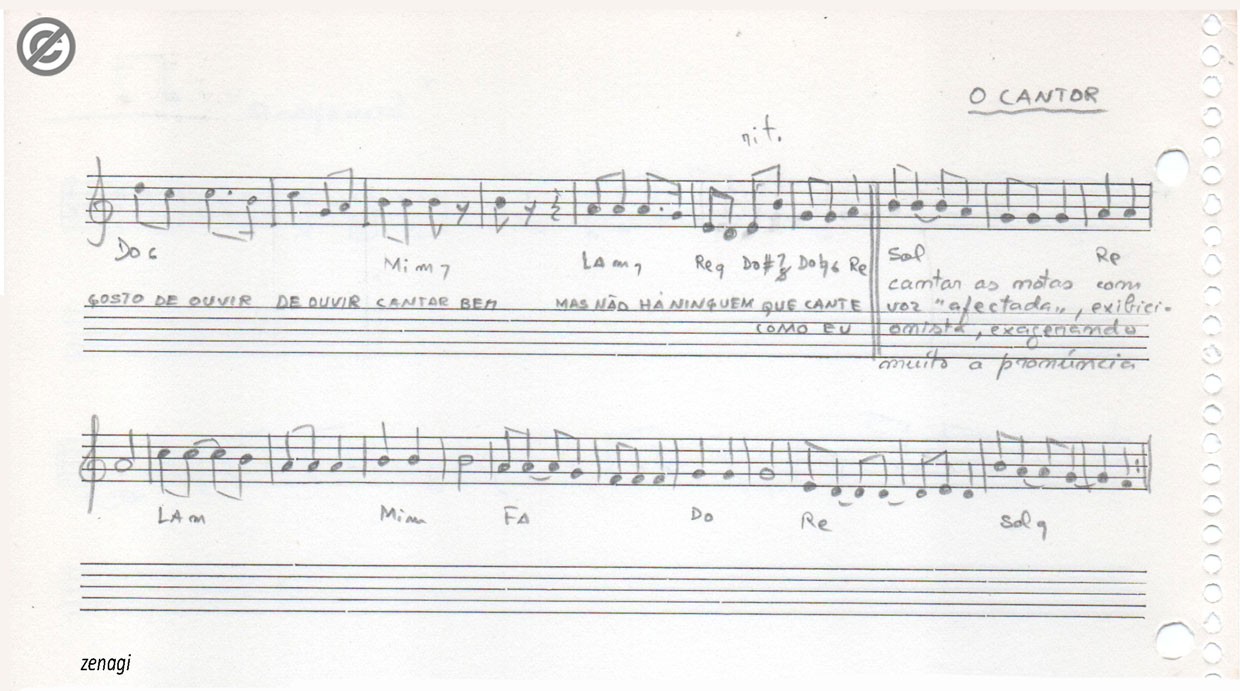 O CANTOR
rit.
Do 6 Mim 7 LAm 7 Re 9 Do 6 Re Sol Re
GOSTO DE OUVIR DE OUVIR CANTAR BEM MAS NÃO HÁ NINGUEM QUE CANTE
COMO EU
cantar as notas com
voz "afectada", exibici-
onista, exagerando
muito a pronúncia
LAm Mim FA Do Re Sol 9
zenagi